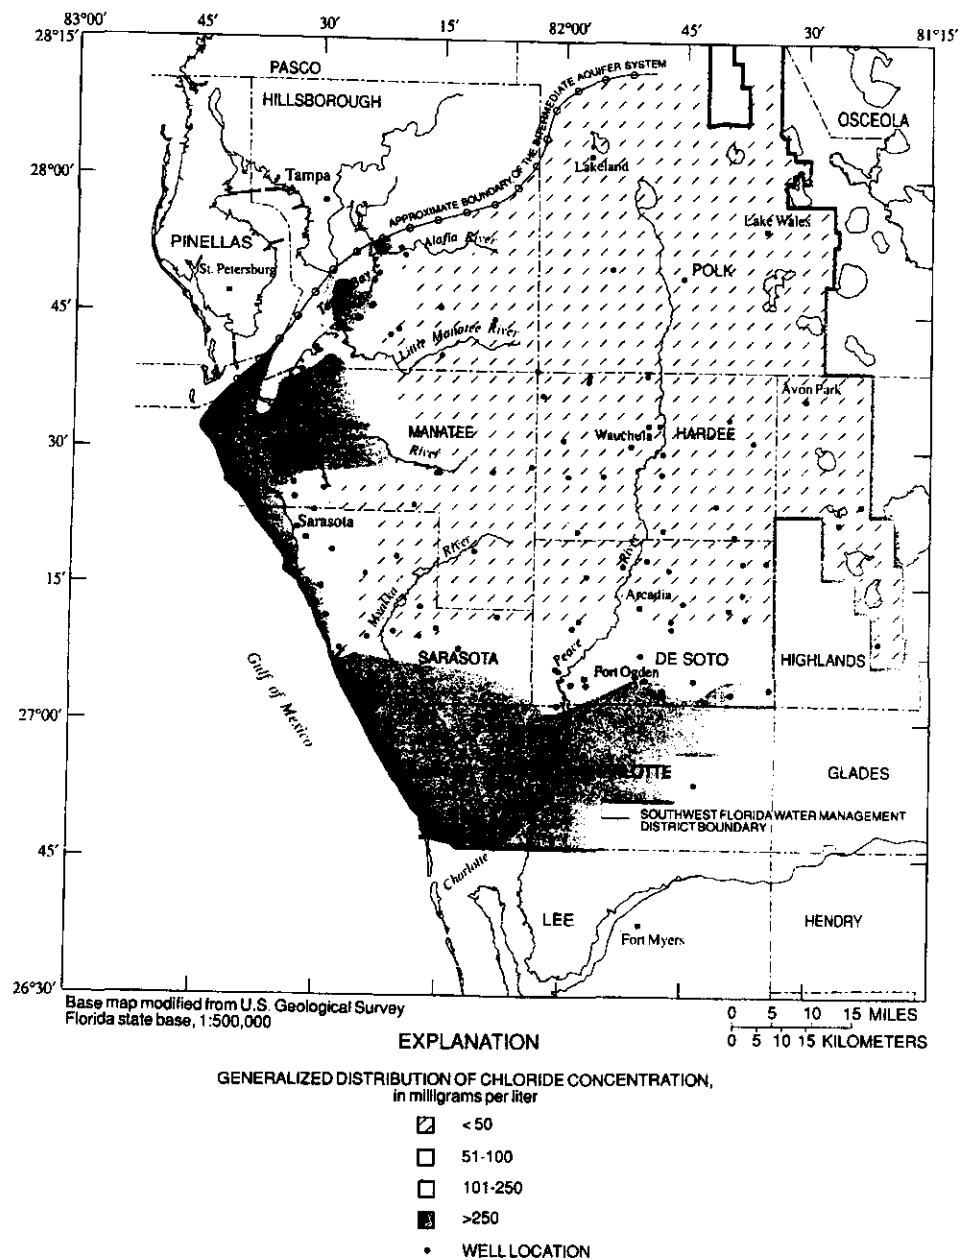 83°00′ 45′ 30′ 15′ 82°00′ 45′ 30′ 81°15′
28°15′
PASCO
HILLSBOROUGH
OSCEOLA
APPROXIMATE BOUNDARY OF THE INTERMEDIATE AQUIFER SYSTEM
28°00′
Lakeland
Tampa
Lake Wales
PINELLAS
Alafia River
POLK
St. Petersburg
45′
Little Manatee River
Avon Park
MANATEE
Wauchula
HARDEE
30′
River
Sarasota
River
River
15′
Myakka
Arcadia
Peace
SARASOTA
DE SOTO
HIGHLANDS
Fort Ogden
Gulf of Mexico
27°00′
LOTTE
GLADES
SOUTHWEST FLORIDA WATER MANAGEMENT
DISTRICT BOUNDARY
45′
Charlotte
LEE
HENDRY
Fort Myers
26°30′
Base map modified from U.S. Geological Survey
Florida state base, 1:500,000
0 5 10 15 MILES
0 5 10 15 KILOMETERS
EXPLANATION
GENERALIZED DISTRIBUTION OF CHLORIDE CONCENTRATION,
in milligrams per liter
< 50
51-100
101-250
>250
WELL LOCATION